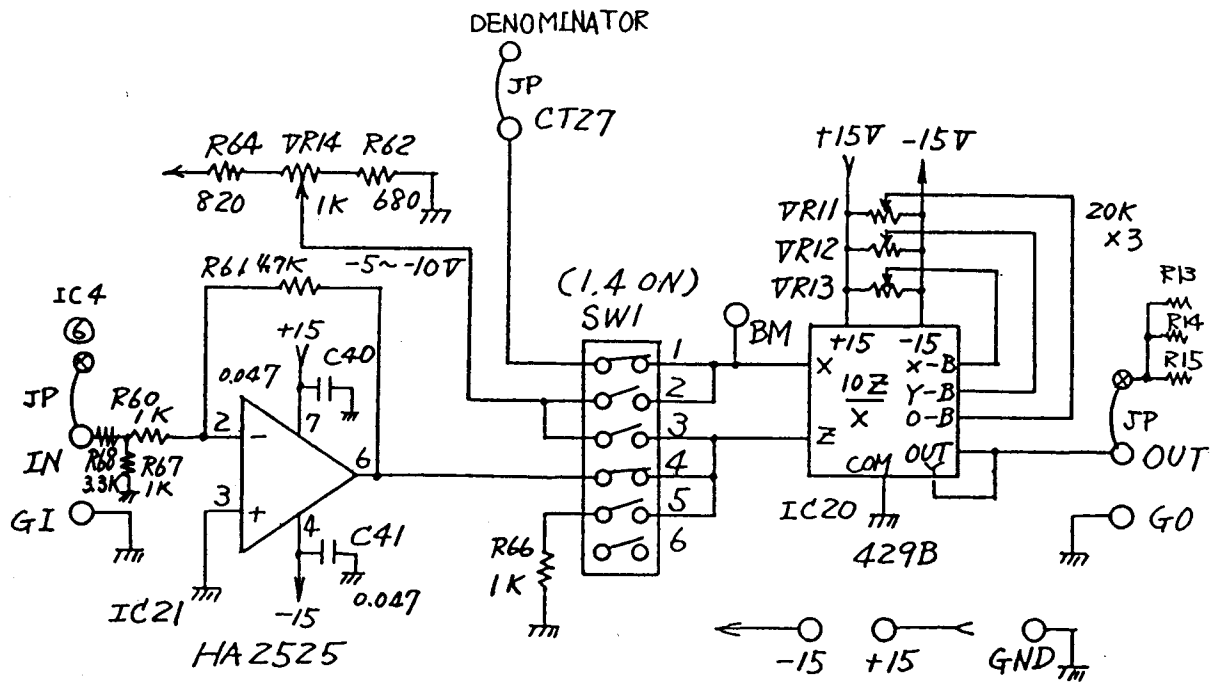 DENOMINATOR
JP
CT27
R64 VR14 R62
820 1K 680
-5~-10V
R61 4.7K
IC4
6
JP
IN
GI
R60
1K
R68
3.3K
R67
1K
+15
C40
0.047
2
-
3
+
7
6
4
C41
0.047
-15
IC21
HA2525
(1.4 ON)
SW1
1
2
3
4
5
6
R66
1K
BM
+15V -15V
VR11
VR12
VR13
20K
×3
+15 -15
X
Z
10Z
X
X-B
Y-B
O-B
OUT
Y
COM
IC20
429B
R13
R14
R15
JP
OUT
GO
-15 +15 GND